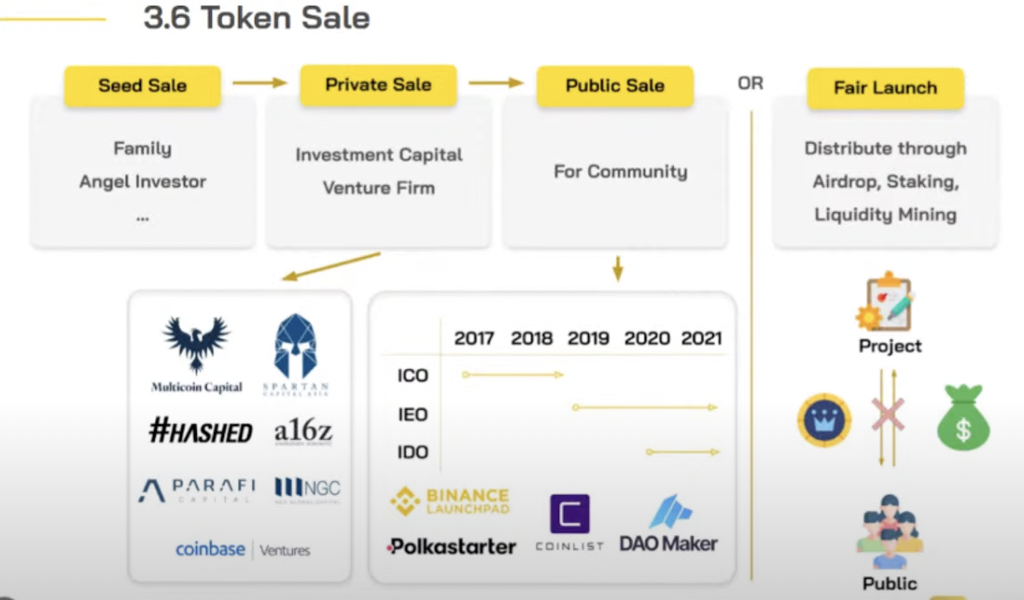 3.6 Token Sale
Seed Sale
Private Sale
Public Sale
OR
Fair Launch
Family
Angel Investor
...
Investment Capital
Venture Firm
For Community
Distribute through
Airdrop, Staking,
Liquidity Mining
Multicoin Capital
SPARTAN
CAPITAL ASIA
#HASHED
a16z
PARAFI
CAPITAL
NGC
coinbase | Ventures
2017 2018 2019 2020 2021
ICO
IEO
IDO
BINANCE
LAUNCHPAD
Polkastarter
C
COINLIST
DAO Maker
Project
$
Public